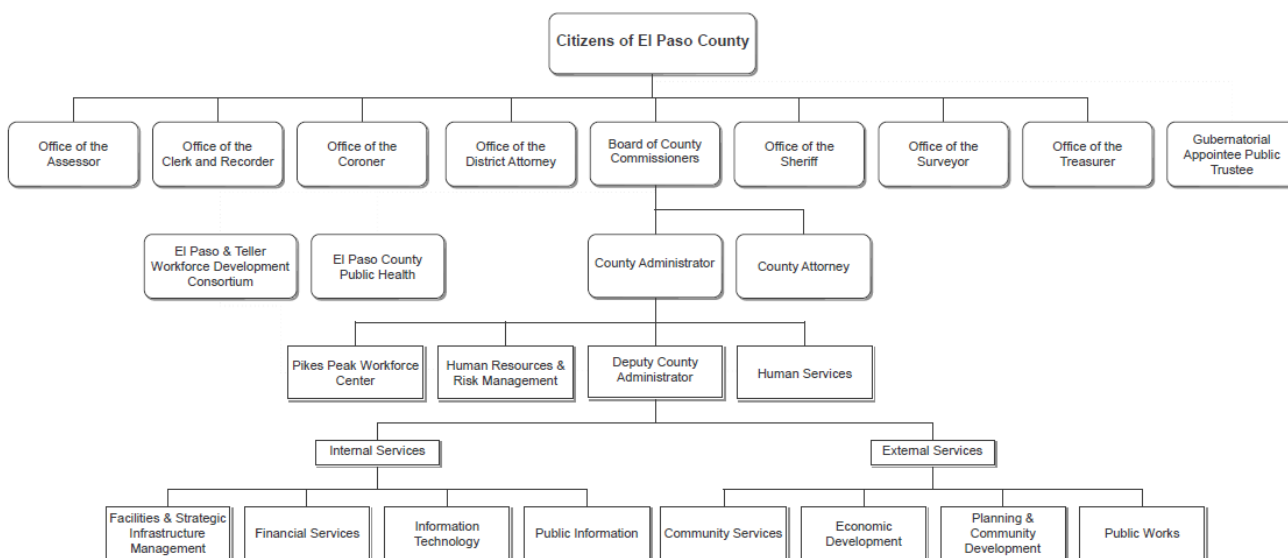 Citizens of El Paso County
Office of the
Assessor
Office of the
Clerk and Recorder
Office of the
Coroner
Office of the
District Attorney
Board of County
Commissioners
Office of the
Sheriff
Office of the
Surveyor
Office of the
Treasurer
Gubernatorial
Appointee Public
Trustee
El Paso & Teller
Workforce Development
Consortium
El Paso County
Public Health
County Administrator
County Attorney
Pikes Peak Workforce
Center
Human Resources &
Risk Management
Deputy County
Administrator
Human Services
Internal Services
External Services
Facilities & Strategic
Infrastructure
Management
Financial Services
Information
Technology
Public Information
Community Services
Economic
Development
Planning &
Community
Development
Public Works